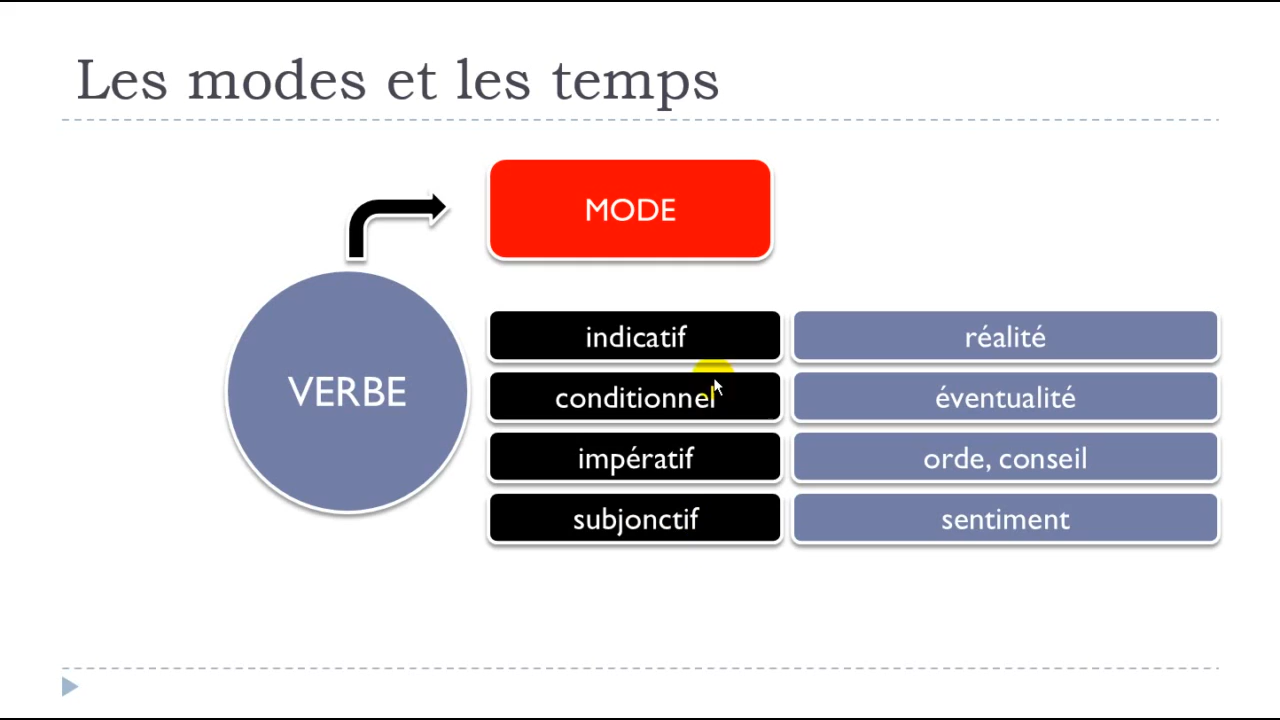 Les modes et les temps
MODE
VERBE
indicatif
réalité
conditionnel
éventualité
impératif
orde, conseil
subjonctif
sentiment